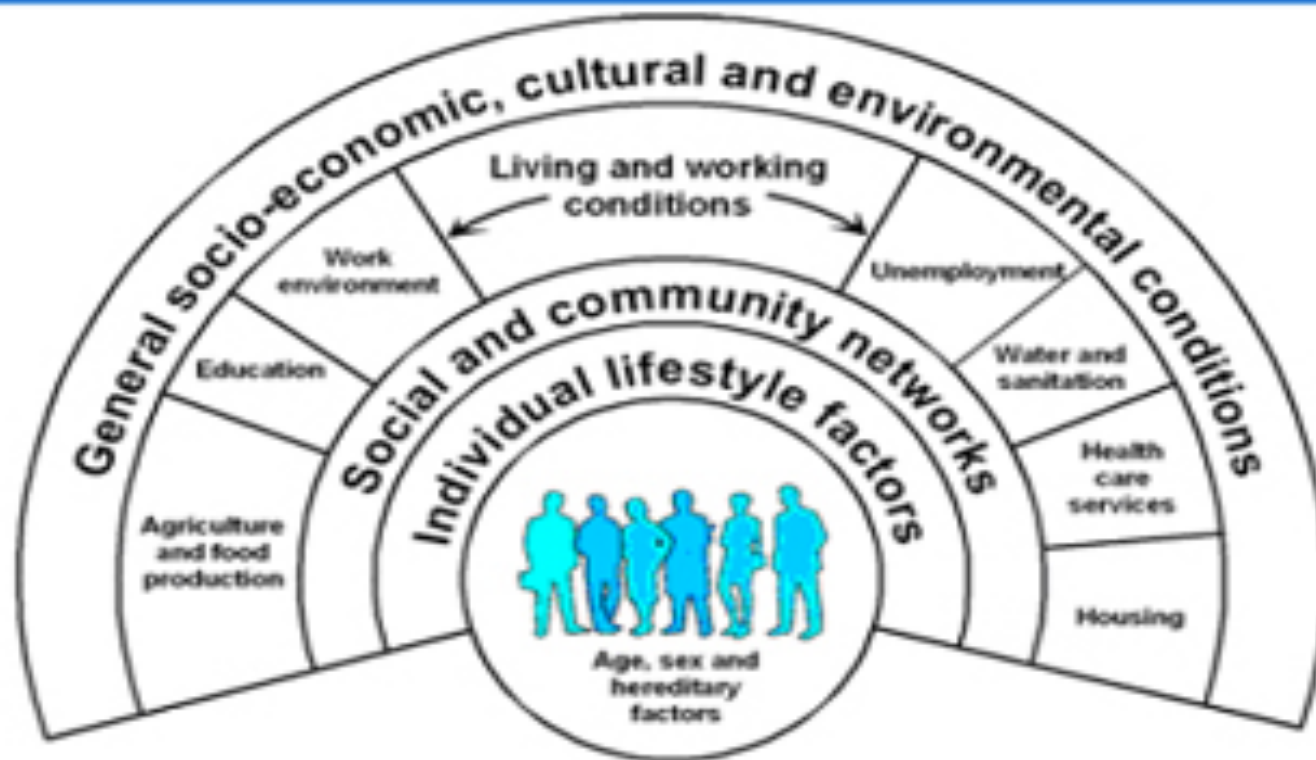 General socio-economic, cultural and environmental conditions
Living and working
conditions
Work
environment
Unemployment
Education
Water and
sanitation
Agriculture
and food
production
Health
care
services
Housing
Social and community networks
Individual lifestyle factors
Age, sex and
hereditary
factors